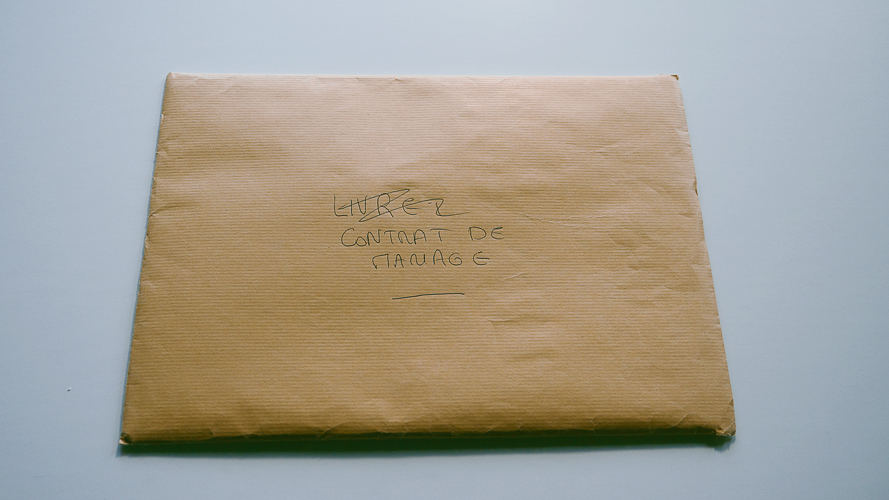 LIVRET
CONTRAT DE
MARIAGE